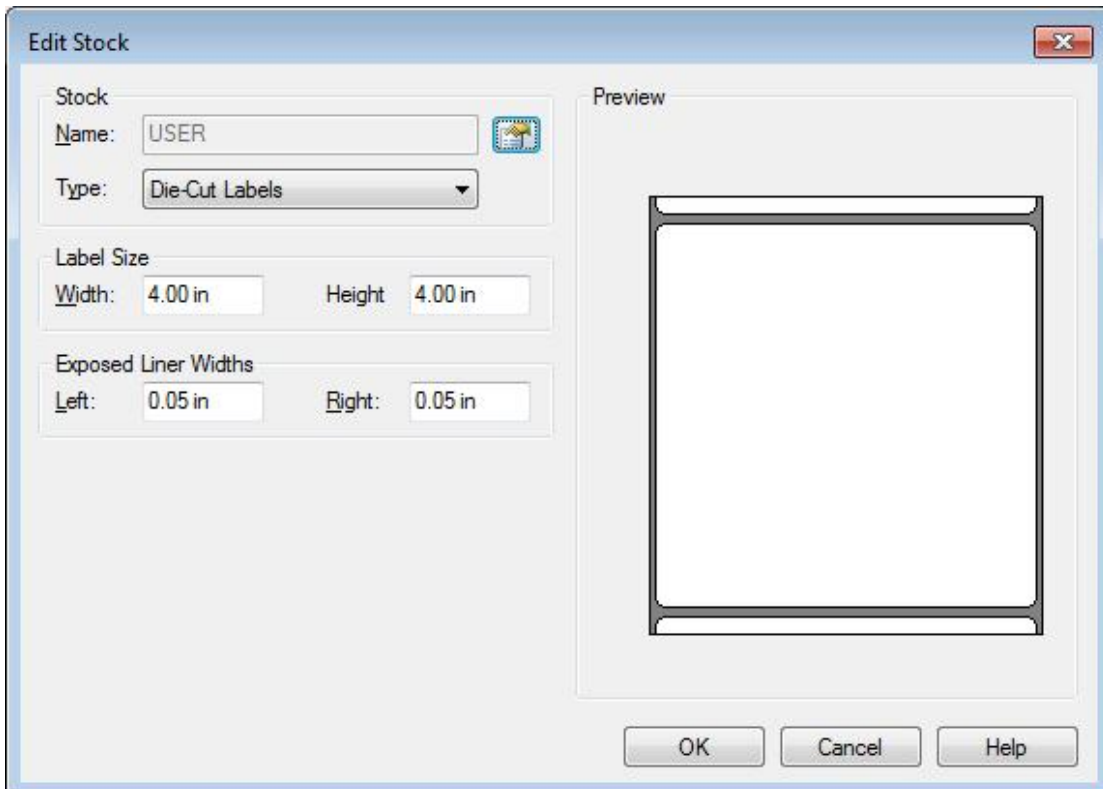 Edit Stock
Stock
Name: USER
Type: Die-Cut Labels
Label Size
Width: 4.00 in Height 4.00 in
Exposed Liner Widths
Left: 0.05 in Right: 0.05 in
Preview
OK Cancel Help